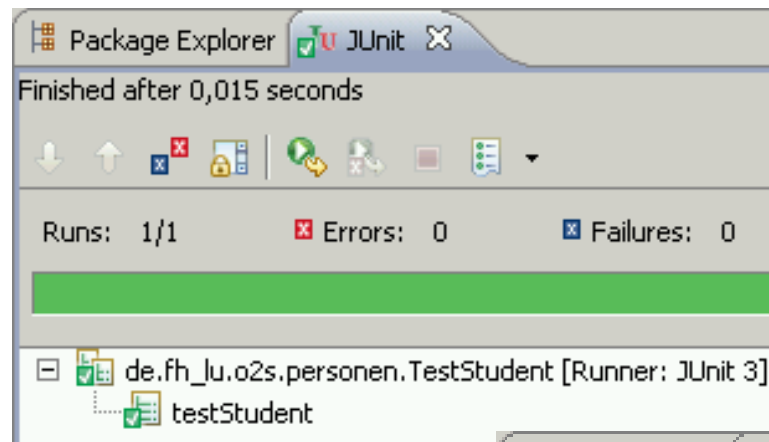 Package Explorer JUnit
Finished after 0,015 seconds
Runs: 1/1 Errors: 0 Failures: 0
de.fh_lu.o2s.personen.TestStudent [Runner: JUnit 3]
testStudent